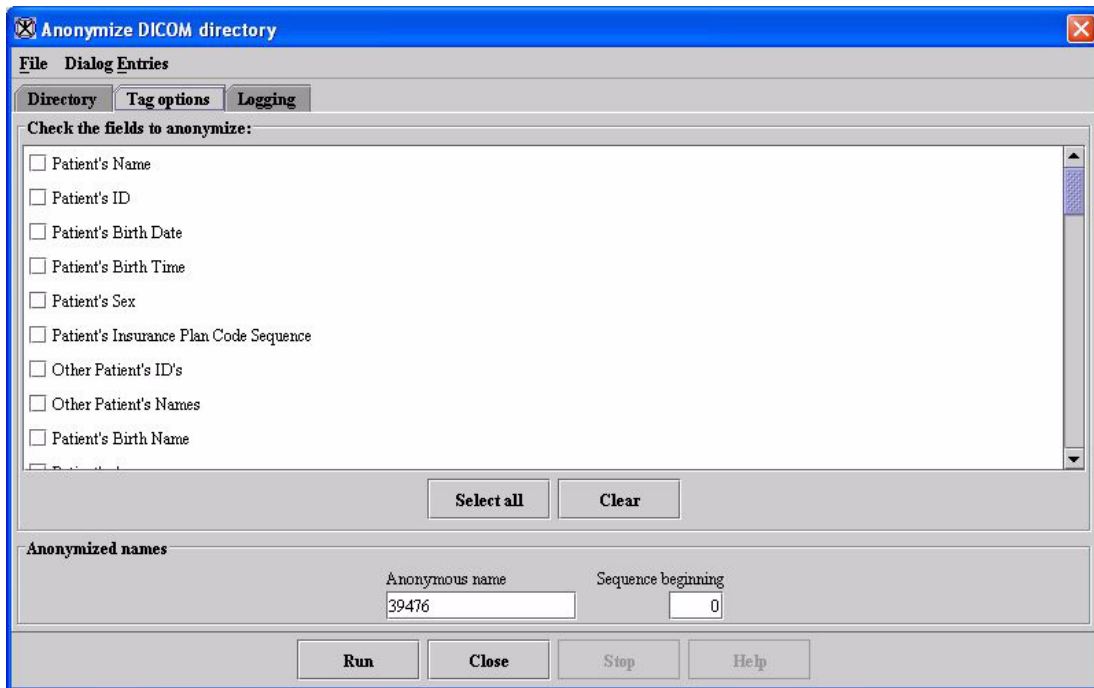 Anonymize DICOM directory
File Dialog Entries
Directory Tag options Logging
Check the fields to anonymize:
Patient's Name
Patient's ID
Patient's Birth Date
Patient's Birth Time
Patient's Sex
Patient's Insurance Plan Code Sequence
Other Patient's ID's
Other Patient's Names
Patient's Birth Name
Select all Clear
Anonymized names
Anonymous name Sequence beginning
39476 0
Run Close Stop Help